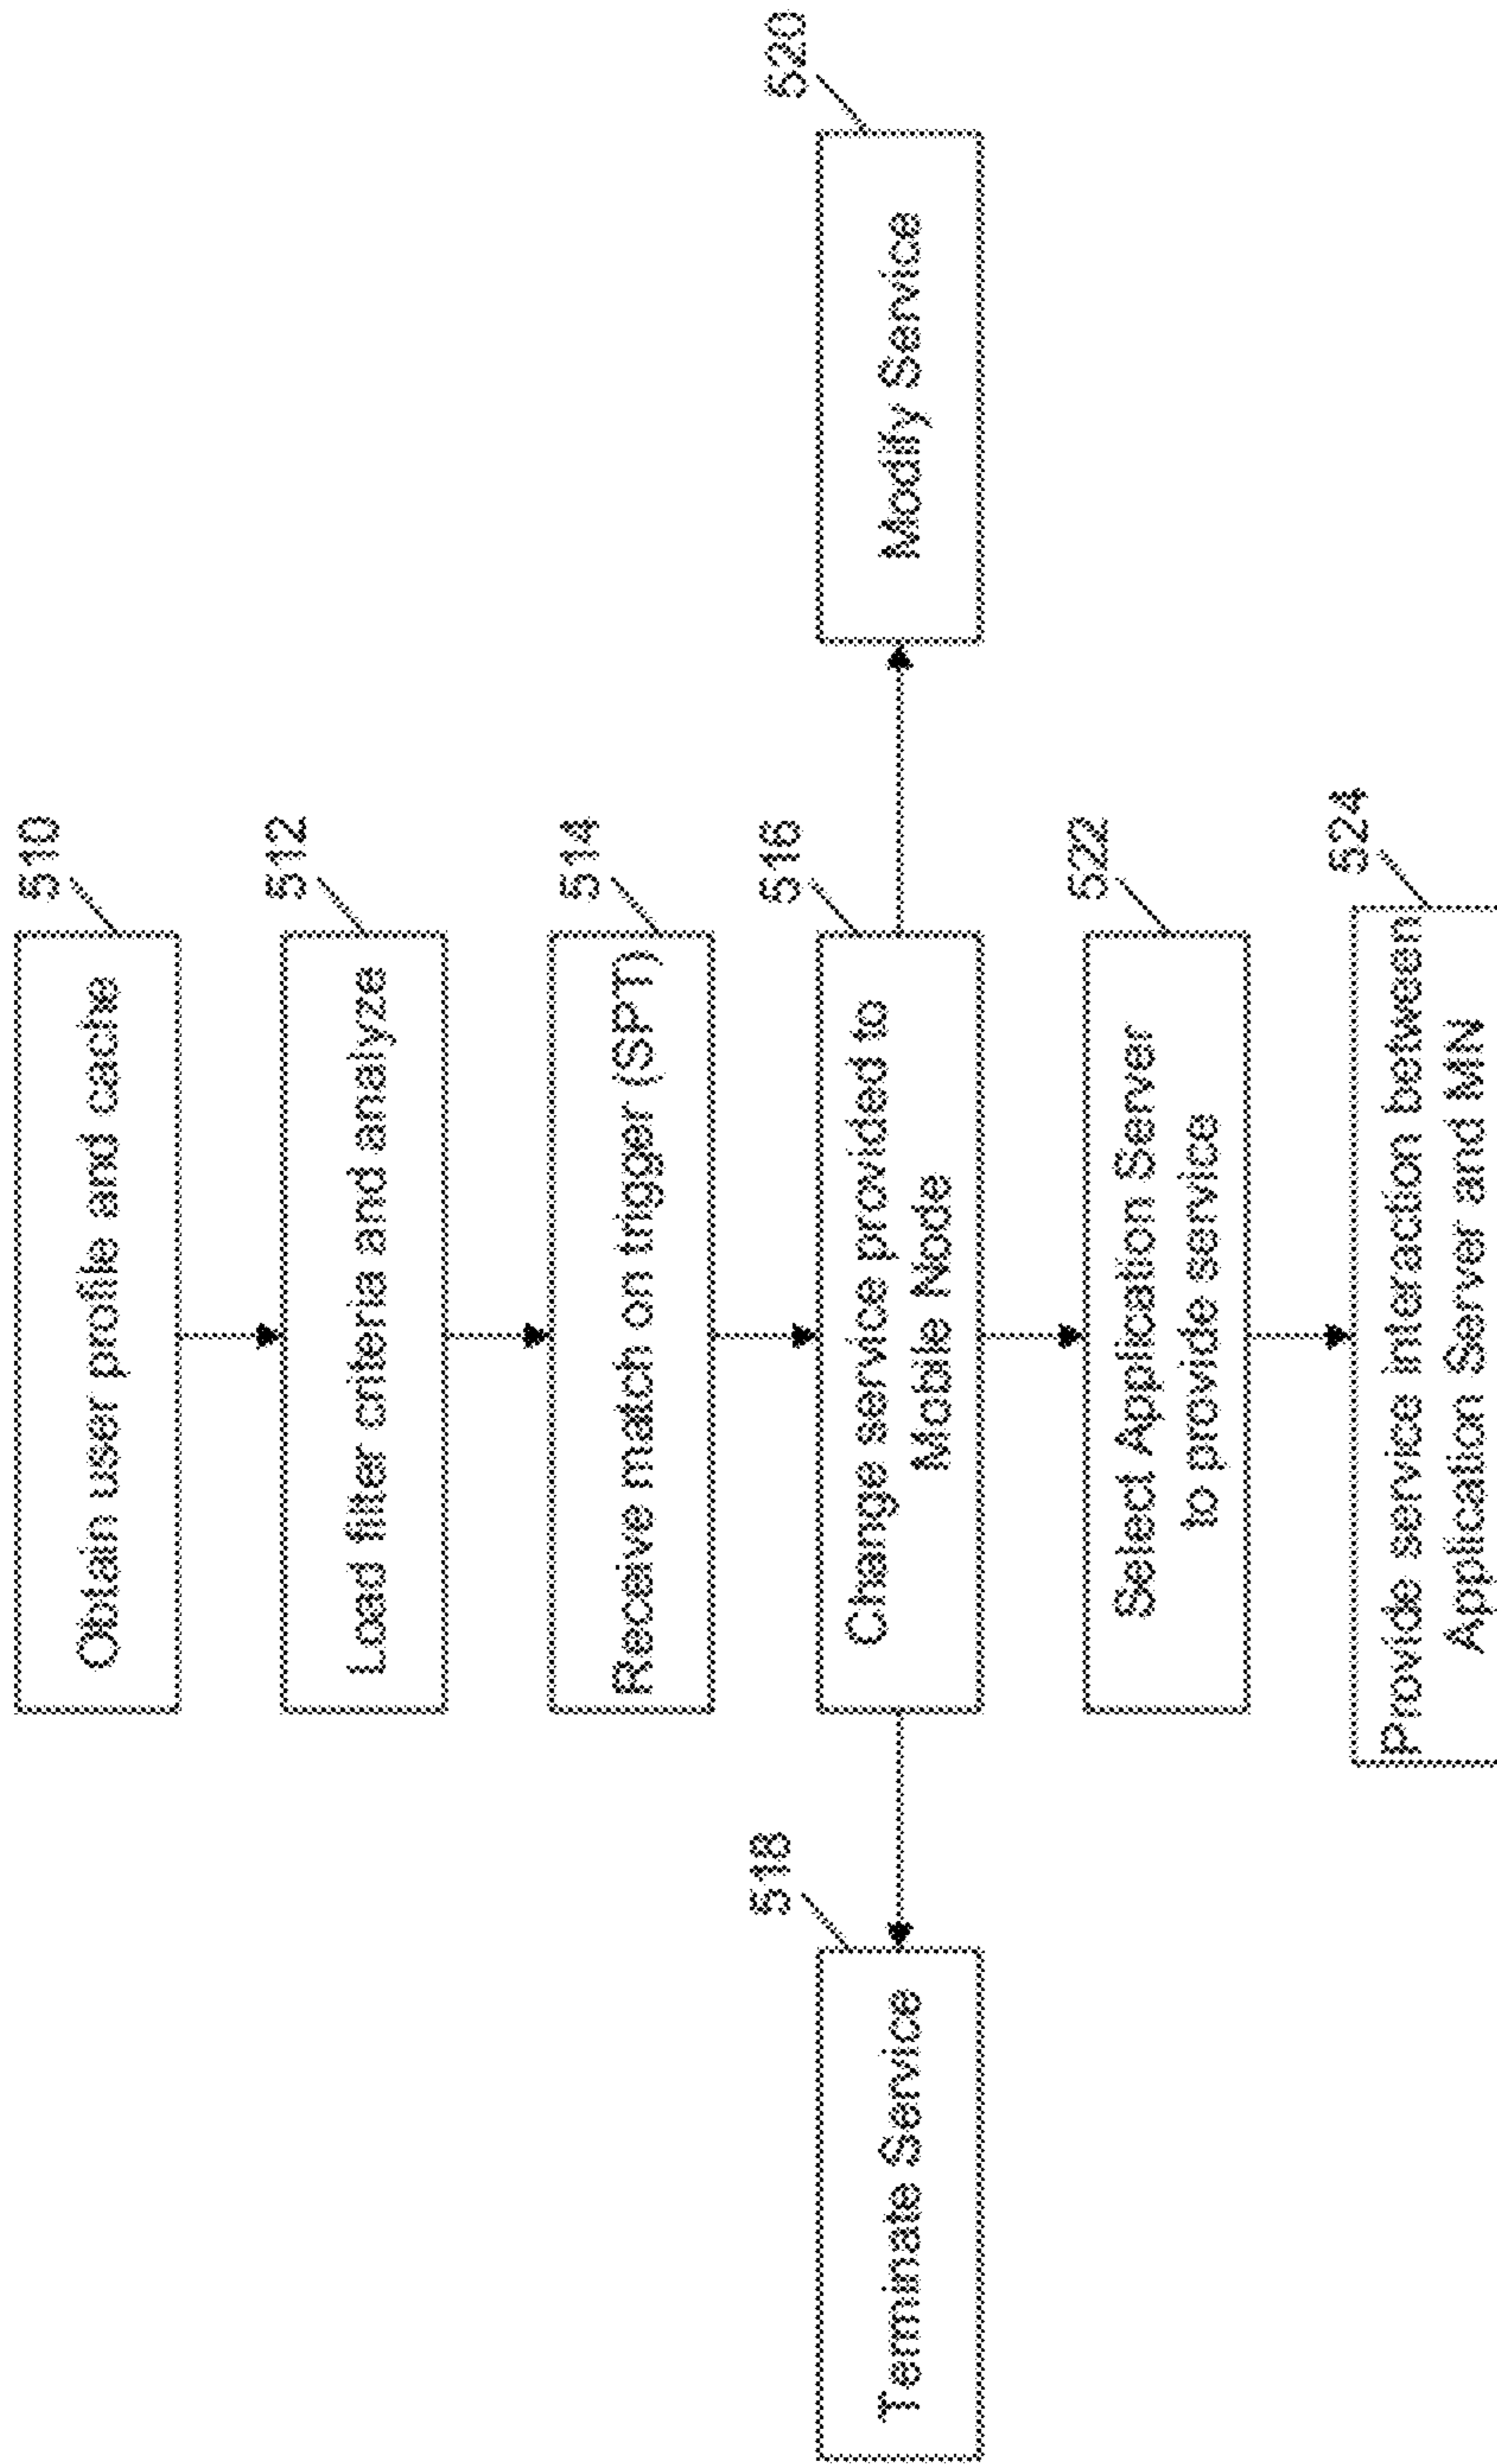 510
Obtain user profile and cache
512
Load filter criteria and analyze
514
Receive match on trigger (SPT)
516
Change service provided to
Mobile Node
518
Terminate Service
520
Modify Service
522
Select Application Server
to provide service
524
Provide service interaction between
Application Server and MN